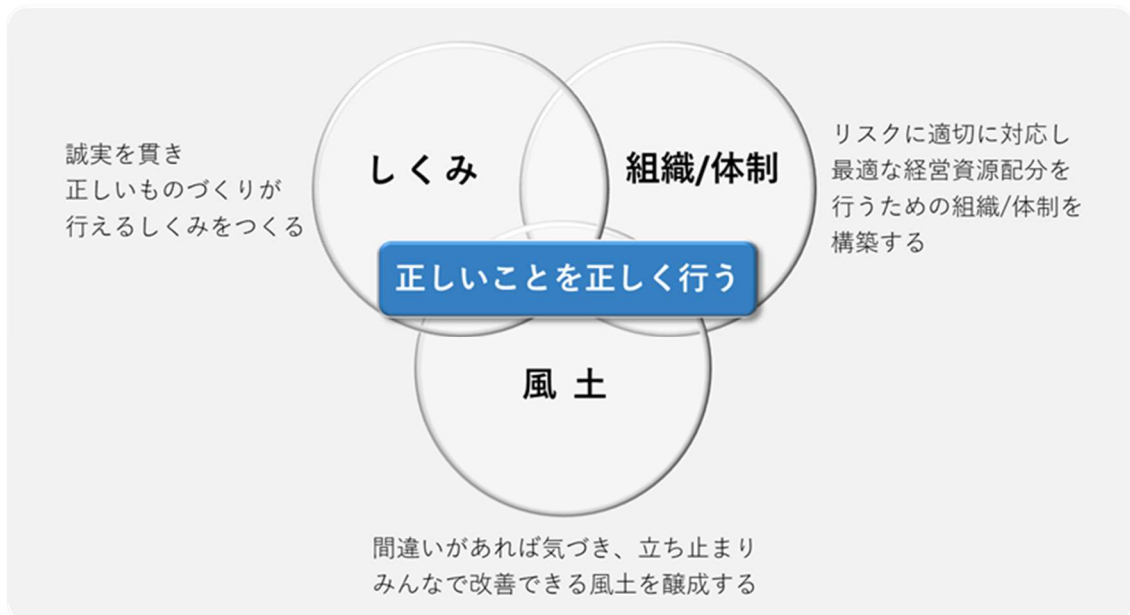 しくみ
組織/体制
誠実を貫き
正しいものづくりが
行えるしくみをつくる
リスクに適切に対応し
最適な経営資源配分を
行うための組織/体制を
構築する
正しいことを正しく行う
風土
間違いがあれば気づき、立ち止まり
みんなで改善できる風土を醸成する